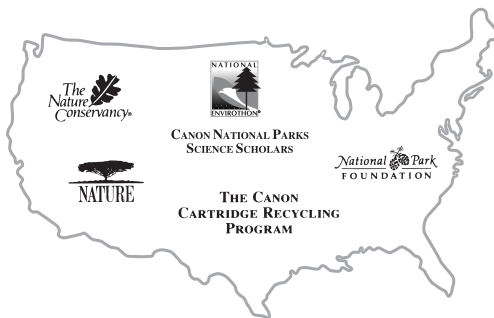 The
Nature
Conservancy®
NATIONAL
ENVIROTHON®
CANON NATIONAL PARKS
SCIENCE SCHOLARS
National Park
FOUNDATION
NATURE
THE CANON
CARTRIDGE RECYCLING
PROGRAM